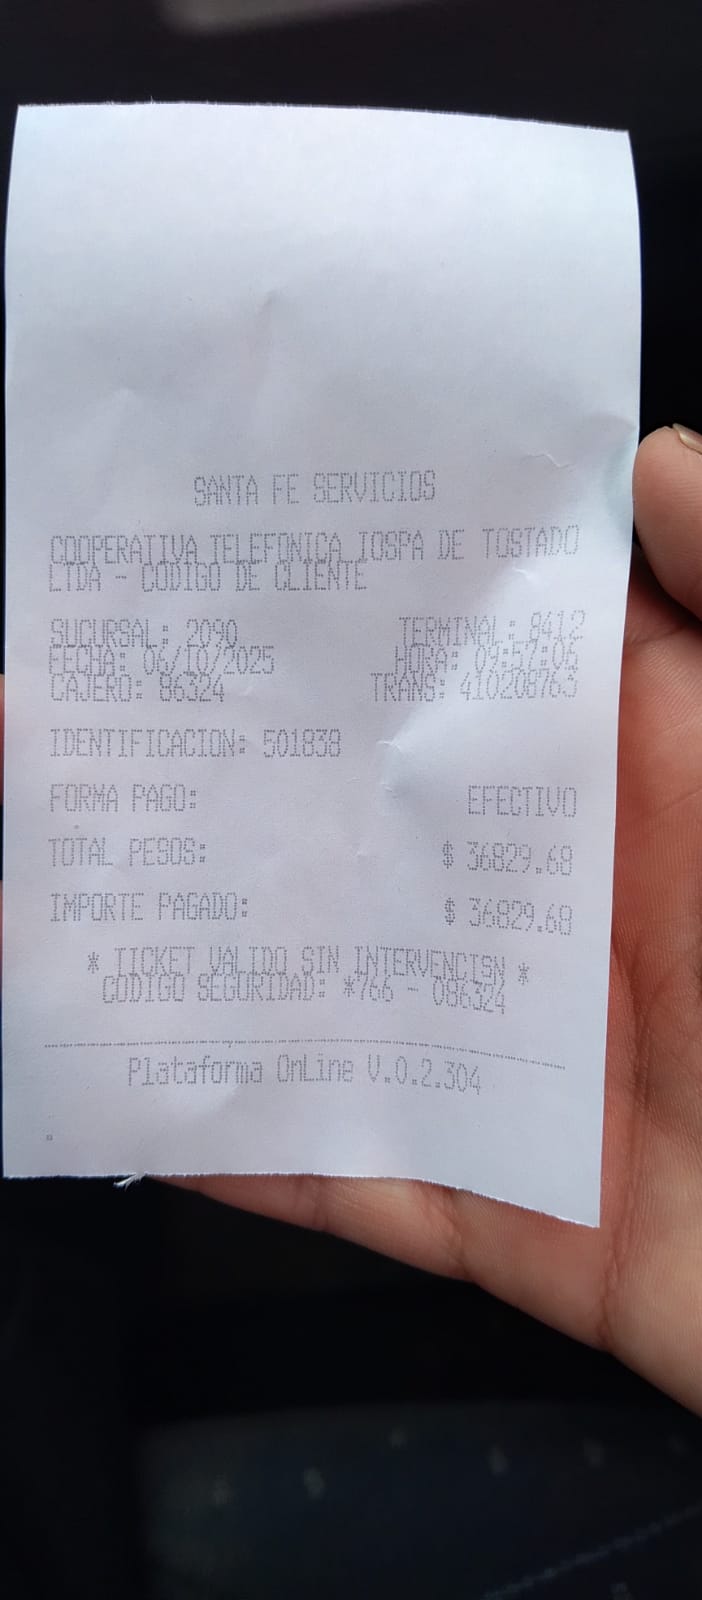 SANTA FE SERVICIOS
COOPERATIVA TELEFONICA IOSPA DE TOSTADO
LTDA - CODIGO DE CLIENTE
SUCURSAL: 2090 TERMINAL: 8412
FECHA: 06/10/2025 HORA: 09:57:06
CAJERO: 86324 TRANS: 410208763
IDENTIFICACION: 501838
FORMA PAGO: EFECTIVO
TOTAL PESOS: $ 36829.68
IMPORTE PAGADO: $ 36829.68
* TICKET VALIDO SIN INTERVENCION *
CODIGO SEGURIDAD: *766 - 086324
Plataforma OnLine V.0.2.304